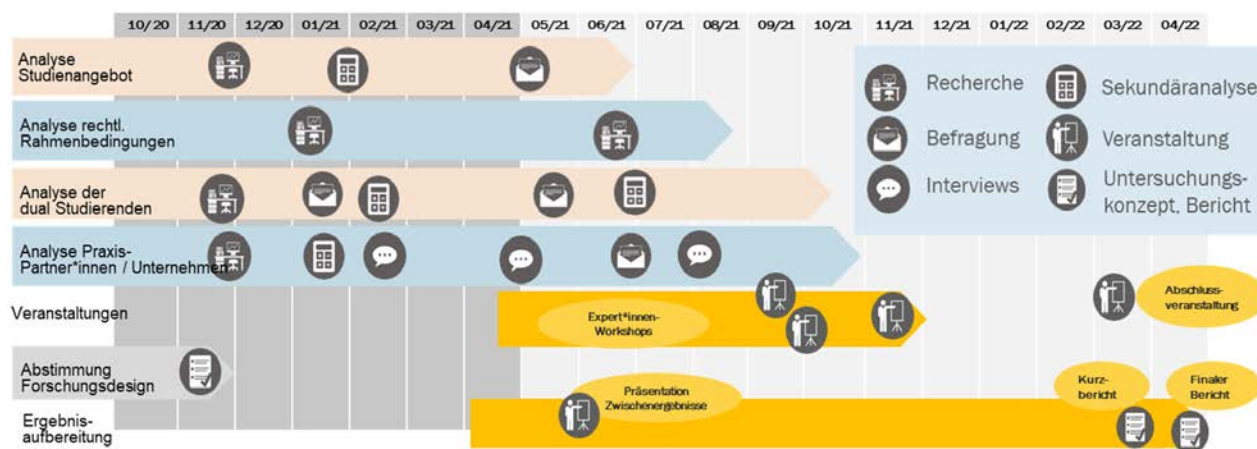 10/20 11/20 12/20 01/21 02/21 03/21 04/21 05/21 06/21 07/21 08/21 09/21 10/21 11/21 12/21 01/22 02/22 03/22 04/22
Analyse
Studienangebot
Analyse rechtl.
Rahmenbedingungen
Analyse der
dual Studierenden
Analyse Praxis-
Partner*innen / Unternehmen
Veranstaltungen
Abstimmung
Forschungsdesign
Ergebnis-
aufbereitung
Recherche
Sekundäranalyse
Befragung
Veranstaltung
Interviews
Untersuchungs-
konzept, Bericht
Expert*innen-
Workshops
Abschluss-
veranstaltung
Präsentation
Zwischenergebnisse
Kurz-
bericht
Finaler
Bericht